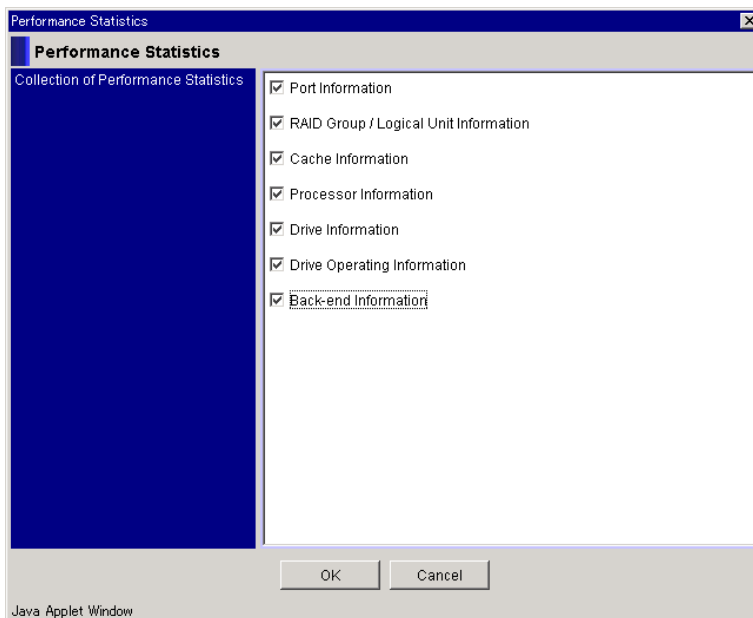 Performance Statistics
Performance Statistics
Collection of Performance Statistics
Port Information
RAID Group / Logical Unit Information
Cache Information
Processor Information
Drive Information
Drive Operating Information
Back-end Information
OK Cancel
Java Applet Window